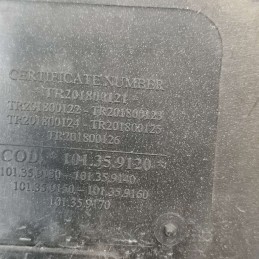 CERTIFICATE NUMBER
TR201800121
TR201800122 - TR201800123
TR201800124 - TR201800125
TR201800126
COD 101.35.9120
101.35.9130 - 101.35.9140
101.35.9150 - 101.35.9160
101.35.9170